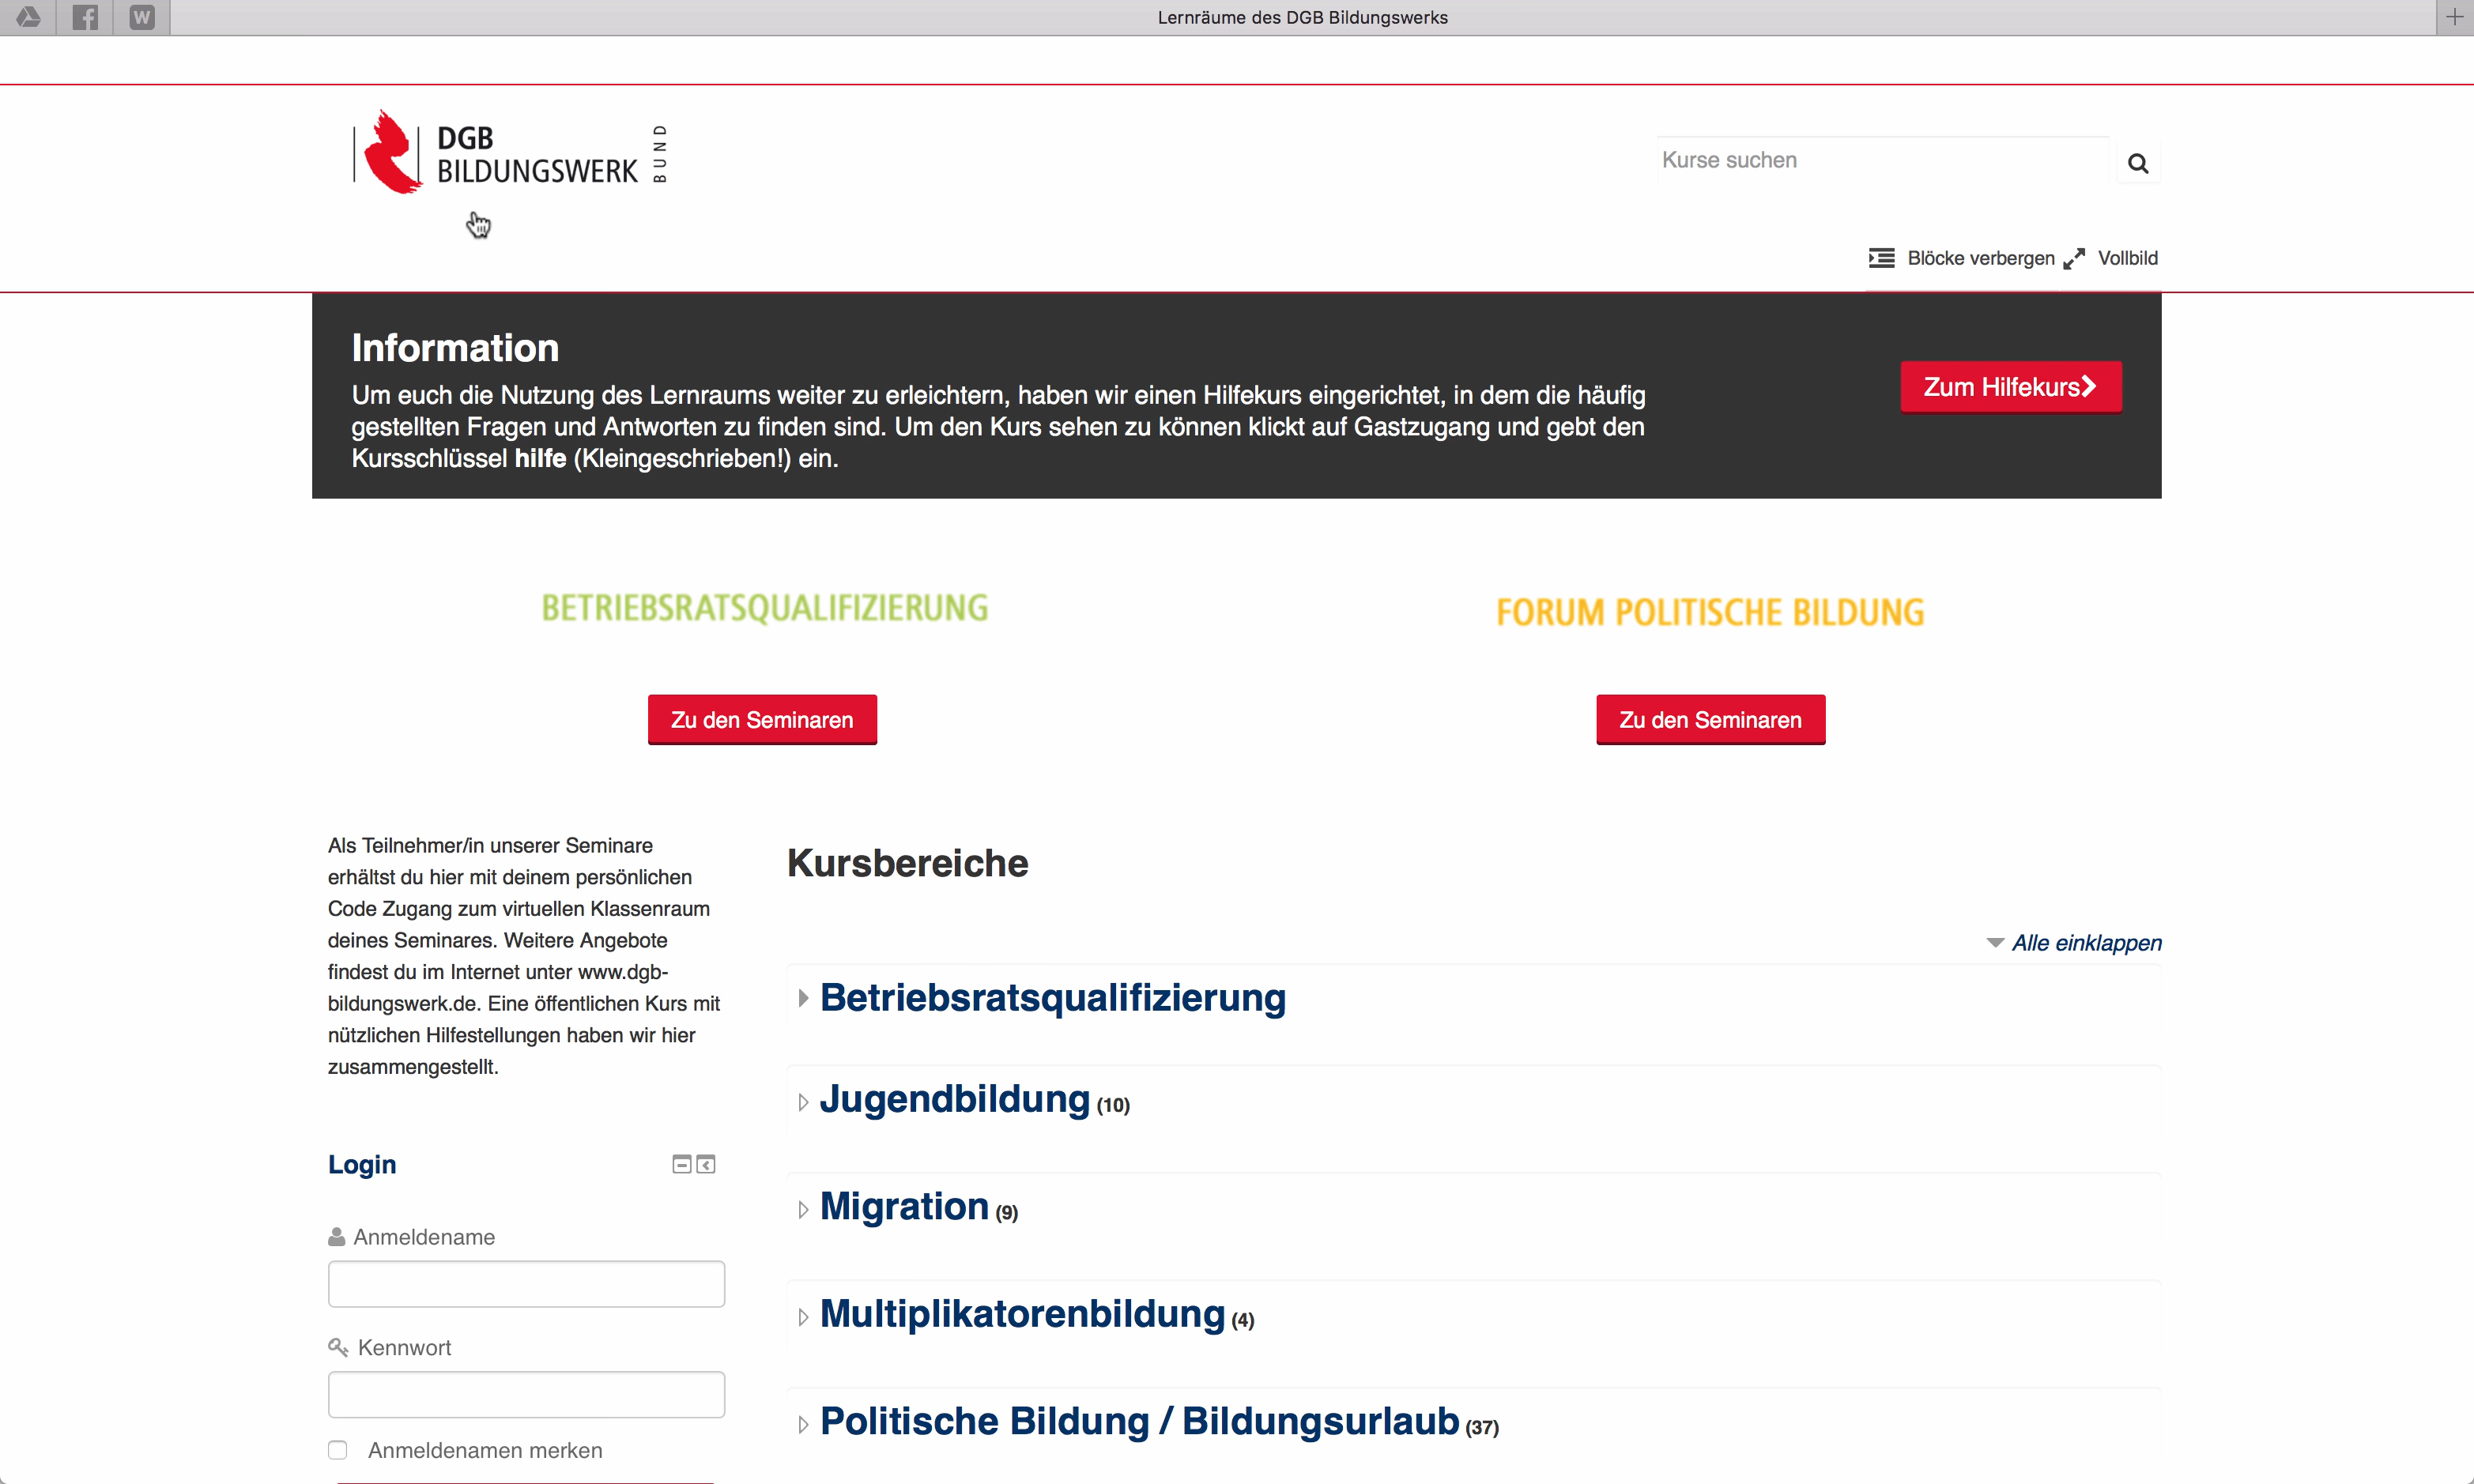 W
Lernräume des DGB Bildungswerks
DGB
BILDUNGSWERK
BUND
Kurse suchen
Blöcke verbergen Vollbild
Information
Um euch die Nutzung des Lernraums weiter zu erleichtern, haben wir einen Hilfekurs eingerichtet, in dem die häufig
gestellten Fragen und Antworten zu finden sind. Um den Kurs sehen zu können klickt auf Gastzugang und gebt den
Kursschlüssel hilfe (Kleingeschrieben!) ein.
Zum Hilfekurs
BETRIEBSRATSQUALIFIZIERUNG
FORUM POLITISCHE BILDUNG
Zu den Seminaren
Zu den Seminaren
Als Teilnehmer/in unserer Seminare
erhältst du hier mit deinem persönlichen
Code Zugang zum virtuellen Klassenraum
deines Seminares. Weitere Angebote
findest du im Internet unter www.dgb-
bildungswerk.de. Eine öffentlichen Kurs mit
nützlichen Hilfestellungen haben wir hier
zusammengestellt.
Login
Anmeldename
Kennwort
Anmeldenamen merken
Kursbereiche
Alle einklappen
Betriebsratsqualifizierung
Jugendbildung (10)
Migration (9)
Multiplikatorenbildung (4)
Politische Bildung / Bildungsurlaub (37)